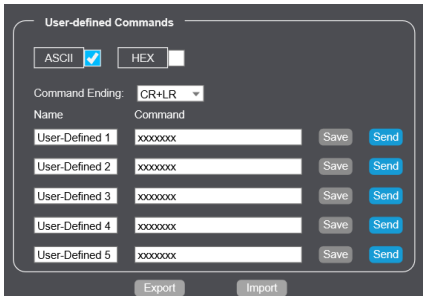 User-defined Commands
ASCII HEX
Command Ending: CR+LR
Name Command
User-Defined 1 xxxxxxx Save Send
User-Defined 2 xxxxxxx Save Send
User-Defined 3 xxxxxxx Save Send
User-Defined 4 xxxxxxx Save Send
User-Defined 5 xxxxxxx Save Send
Export Import